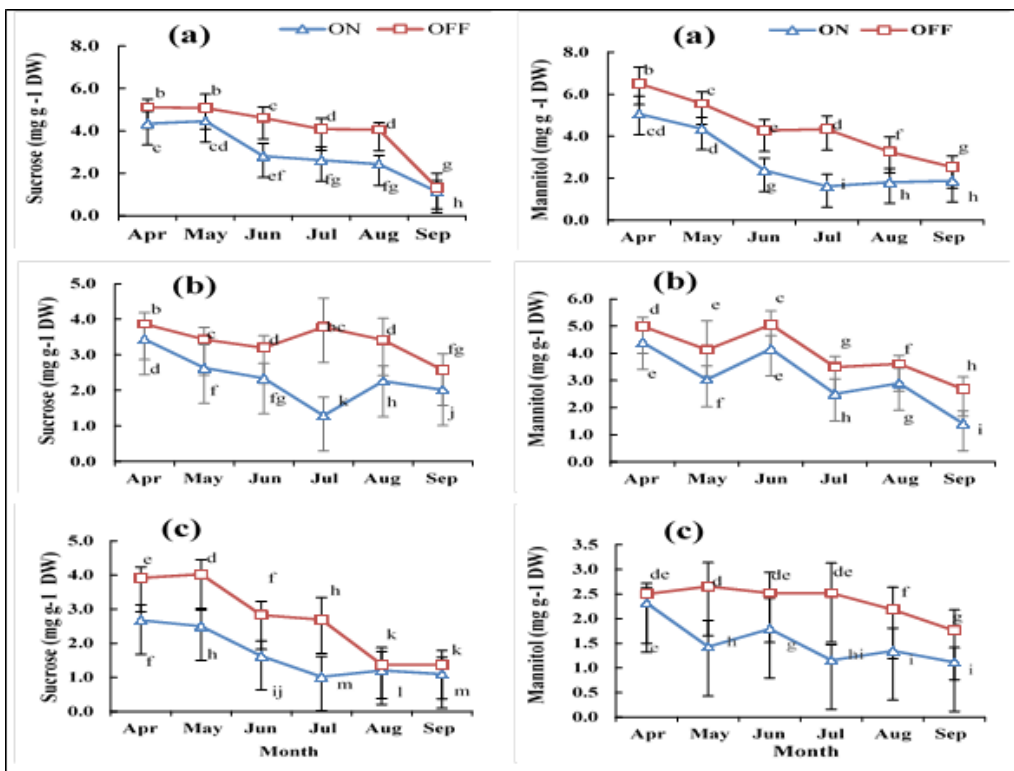 (a)
ON
OFF
Sucrose (mg g -1 DW)
8.0
6.0
4.0
2.0
0.0
b
b
c
d
d
g
e
cd
ef
fg
fg
h
Apr May Jun Jul Aug Sep
(a)
ON
OFF
Mannitol (mg g -1 DW)
8.0
6.0
4.0
2.0
0.0
b
c
e
d
f
g
cd
d
g
i
h
h
Apr May Jun Jul Aug Sep
(b)
Sucrose (mg g-1 DW)
5.0
4.0
3.0
2.0
1.0
0.0
b
c
d
bc
d
fg
d
f
fg
k
h
j
Apr May Jun Jul Aug Sep
(b)
Mannitol (mg g-1 DW)
6.0
5.0
4.0
3.0
2.0
1.0
0.0
d
e
c
g
f
h
e
f
e
h
g
i
Apr May Jun Jul Aug Sep
(c)
Sucrose (mg g-1 DW)
5.0
4.0
3.0
2.0
1.0
0.0
e
d
f
h
k
k
f
h
ij
m
l
m
Apr May Jun Jul Aug Sep
Month
(c)
Mannitol (mg g-1 DW)
3.5
3.0
2.5
2.0
1.5
1.0
0.5
0.0
de
d
de
de
f
g
e
h
g
hi
i
i
Apr May Jun Jul Aug Sep
Month